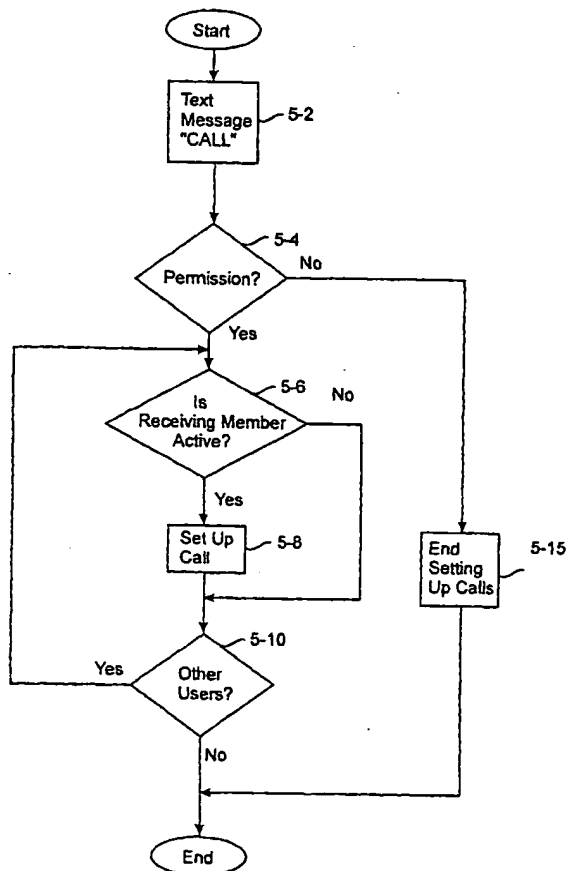 Start
Text
Message
"CALL"
5-2
5-4
Permission?
No
Yes
5-6
No
Is
Receiving Member
Active?
Yes
Set Up
Call
5-8
End
Setting
Up Calls
5-15
5-10
Yes
Other
Users?
No
End